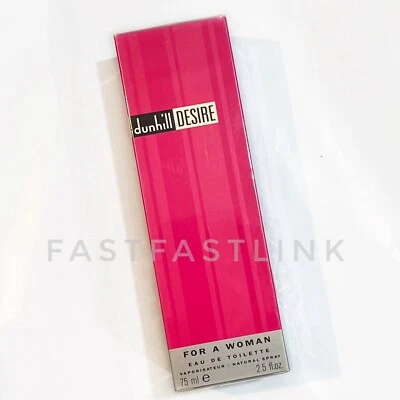 dunhill DESIRE
FASTFASTLINK
FOR A WOMAN
EAU DE TOILETTE
VAPORISATEUR - NATURAL SPRAY
75 ml e 2.5 fl.oz.